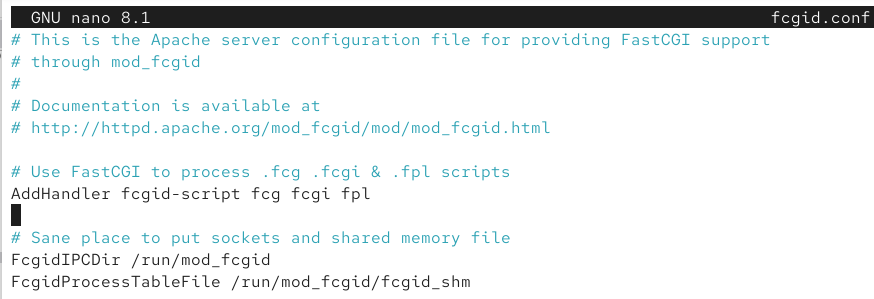 GNU nano 8.1 fcgid.conf
# This is the Apache server configuration file for providing FastCGI support
# through mod_fcgid
#
# Documentation is available at
# http://httpd.apache.org/mod_fcgid/mod/mod_fcgid.html
# Use FastCGI to process .fcg .fcgi & .fpl scripts
AddHandler fcgid-script fcg fcgi fpl
# Sane place to put sockets and shared memory file
FcgidIPCDir /run/mod_fcgid
FcgidProcessTableFile /run/mod_fcgid/fcgid_shm